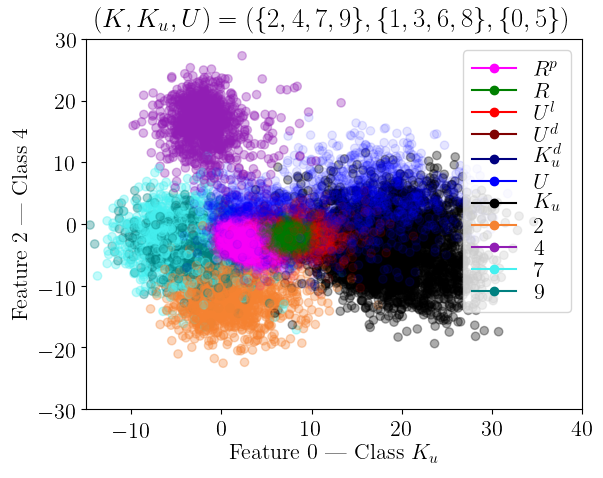 (K, K_u, U) = ({2, 4, 7, 9}, {1, 3, 6, 8}, {0, 5})
30
20
10
0
−10
−20
−30
Feature 2 — Class 4
R^p
R
U^l
U^d
K_u^d
U
K_u
2
4
7
9
−10
0
10
20
30
40
Feature 0 — Class K_u